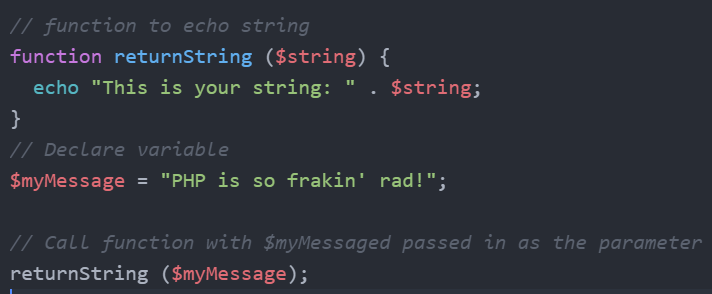 // function to echo string
function returnString ($string) {
  echo "This is your string: " . $string;
}
// Declare variable
$myMessage = "PHP is so frakin' rad!";

// Call function with $myMessaged passed in as the parameter
returnString ($myMessage);